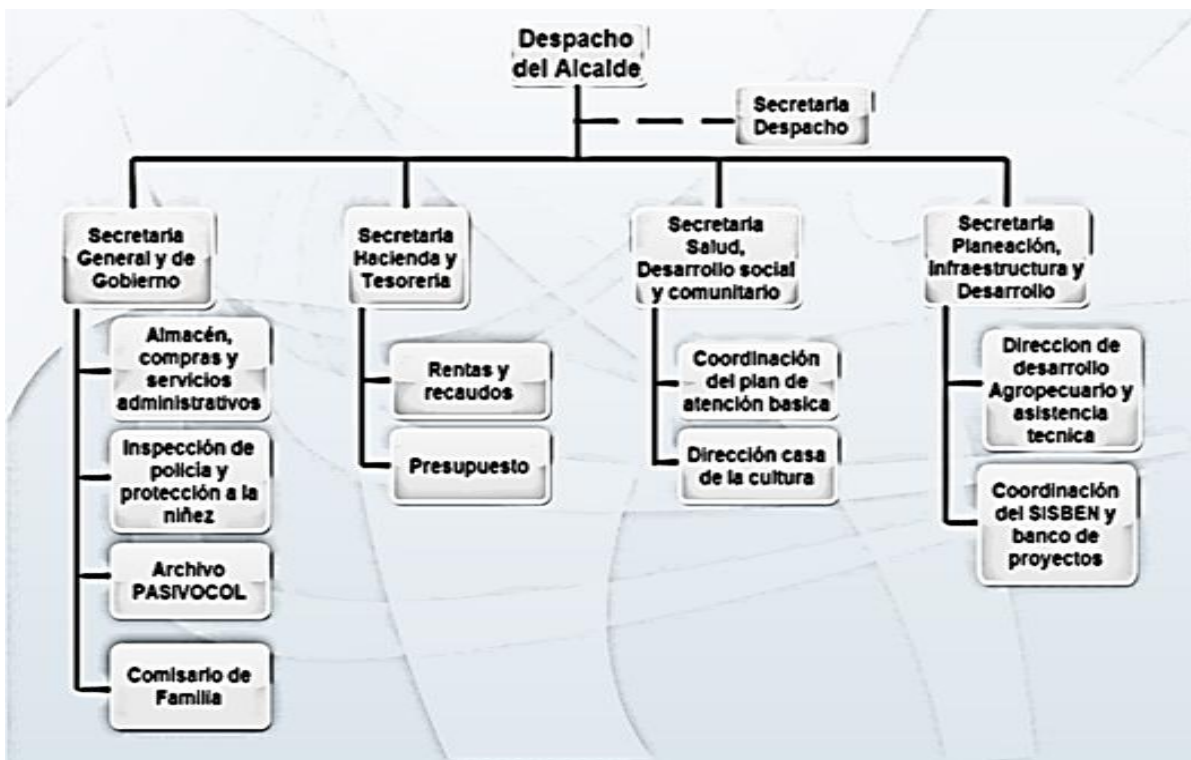 Despacho
del Alcalde
Secretaria
Despacho
Secretaria
General y de
Gobierno
Almacén,
compras y
servicios
administrativos
Inspección de
policia y
protección a la
niñez
Archivo
PASIVOCOL
Comisario de
Familia
Secretaria
Hacienda y
Tesorería
Rentas y
recaudos
Presupuesto
Secretaria
Salud,
Desarrollo social
y comunitario
Coordinación
del plan de
atención basica
Dirección casa
de la cultura
Secretaria
Planeación,
Infraestructura y
Desarrollo
Direccion de
desarrollo
Agropecuario y
asistencia
tecnica
Coordinación
del SISBEN y
banco de
proyectos